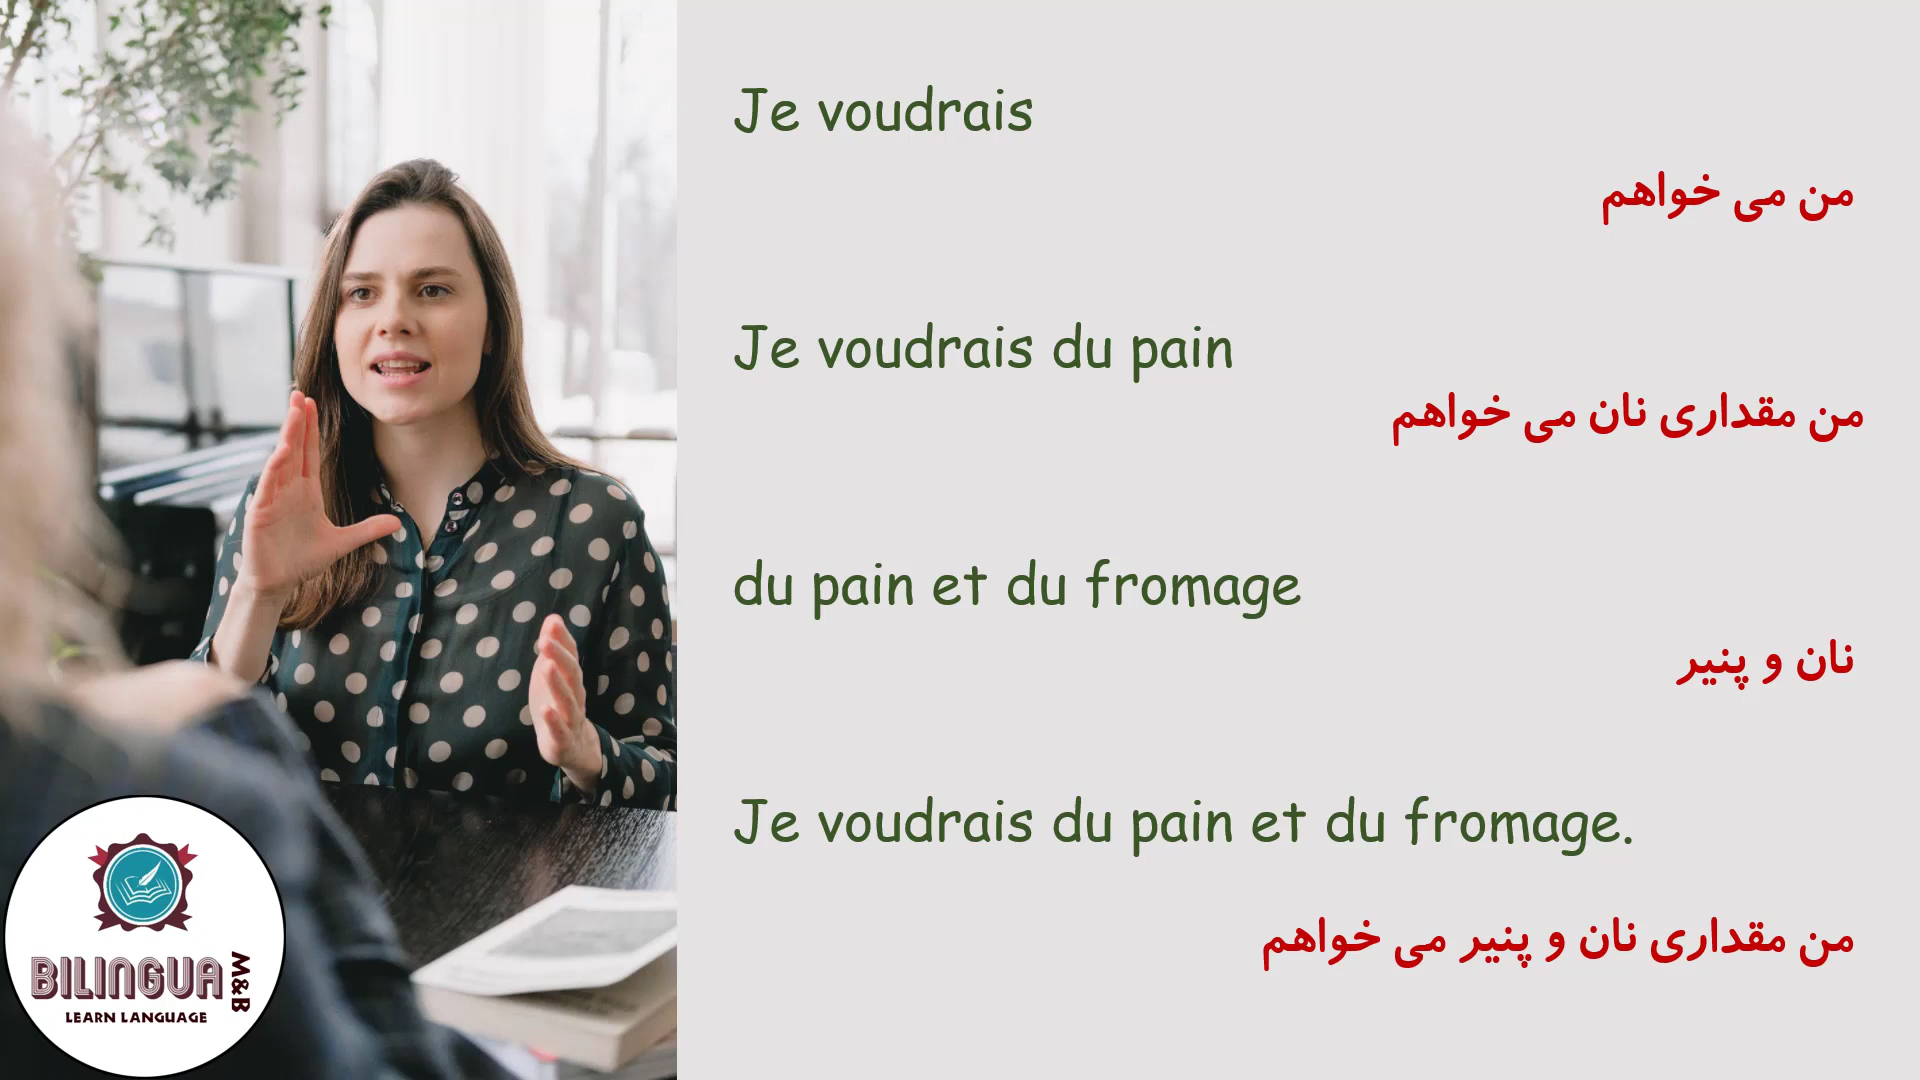 Je voudrais
من می خواهم
Je voudrais du pain
من مقداری نان می خواهم
du pain et du fromage
نان و پنیر
Je voudrais du pain et du fromage.
من مقداری نان و پنیر می خواهم
BILINGUA
M&B
LEARN LANGUAGE